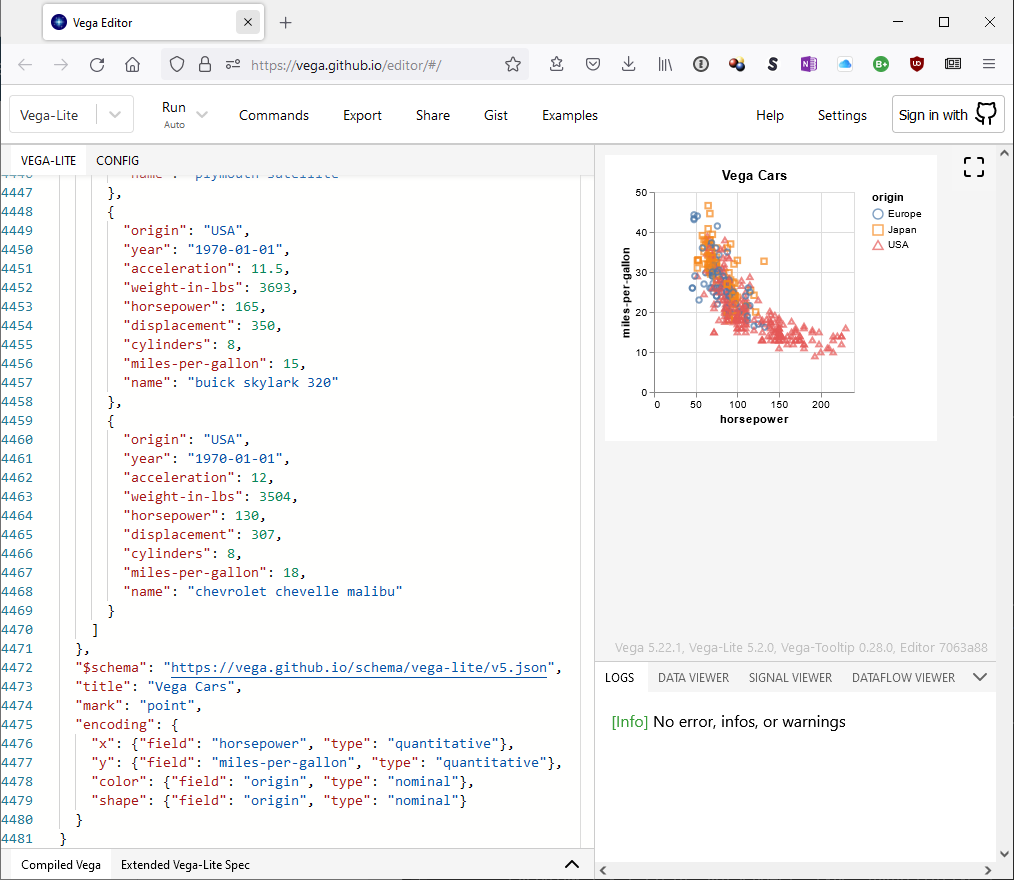 Vega Editor
https://vega.github.io/editor/#/
Vega-Lite
Run
Auto
Commands
Export
Share
Gist
Examples
Help
Settings
Sign in with
VEGA-LITE
CONFIG
4446 "name": "plymouth satellite"
4447 },
4448 {
4449 "origin": "USA",
4450 "year": "1970-01-01",
4451 "acceleration": 11.5,
4452 "weight-in-lbs": 3693,
4453 "horsepower": 165,
4454 "displacement": 350,
4455 "cylinders": 8,
4456 "miles-per-gallon": 15,
4457 "name": "buick skylark 320"
4458 },
4459 {
4460 "origin": "USA",
4461 "year": "1970-01-01",
4462 "acceleration": 12,
4463 "weight-in-lbs": 3504,
4464 "horsepower": 130,
4465 "displacement": 307,
4466 "cylinders": 8,
4467 "miles-per-gallon": 18,
4468 "name": "chevrolet chevelle malibu"
4469 }
4470 ]
4471 },
4472 "$schema": "https://vega.github.io/schema/vega-lite/v5.json",
4473 "title": "Vega Cars",
4474 "mark": "point",
4475 "encoding": {
4476 "x": {"field": "horsepower", "type": "quantitative"},
4477 "y": {"field": "miles-per-gallon", "type": "quantitative"},
4478 "color": {"field": "origin", "type": "nominal"},
4479 "shape": {"field": "origin", "type": "nominal"}
4480 }
4481 }
Compiled Vega
Extended Vega-Lite Spec
Vega Cars
50
40
30
20
10
0
miles-per-gallon
0 50 100 150 200
horsepower
origin
Europe
Japan
USA
Vega 5.22.1, Vega-Lite 5.2.0, Vega-Tooltip 0.28.0, Editor 7063a88
LOGS
DATA VIEWER
SIGNAL VIEWER
DATAFLOW VIEWER
[Info] No error, infos, or warnings